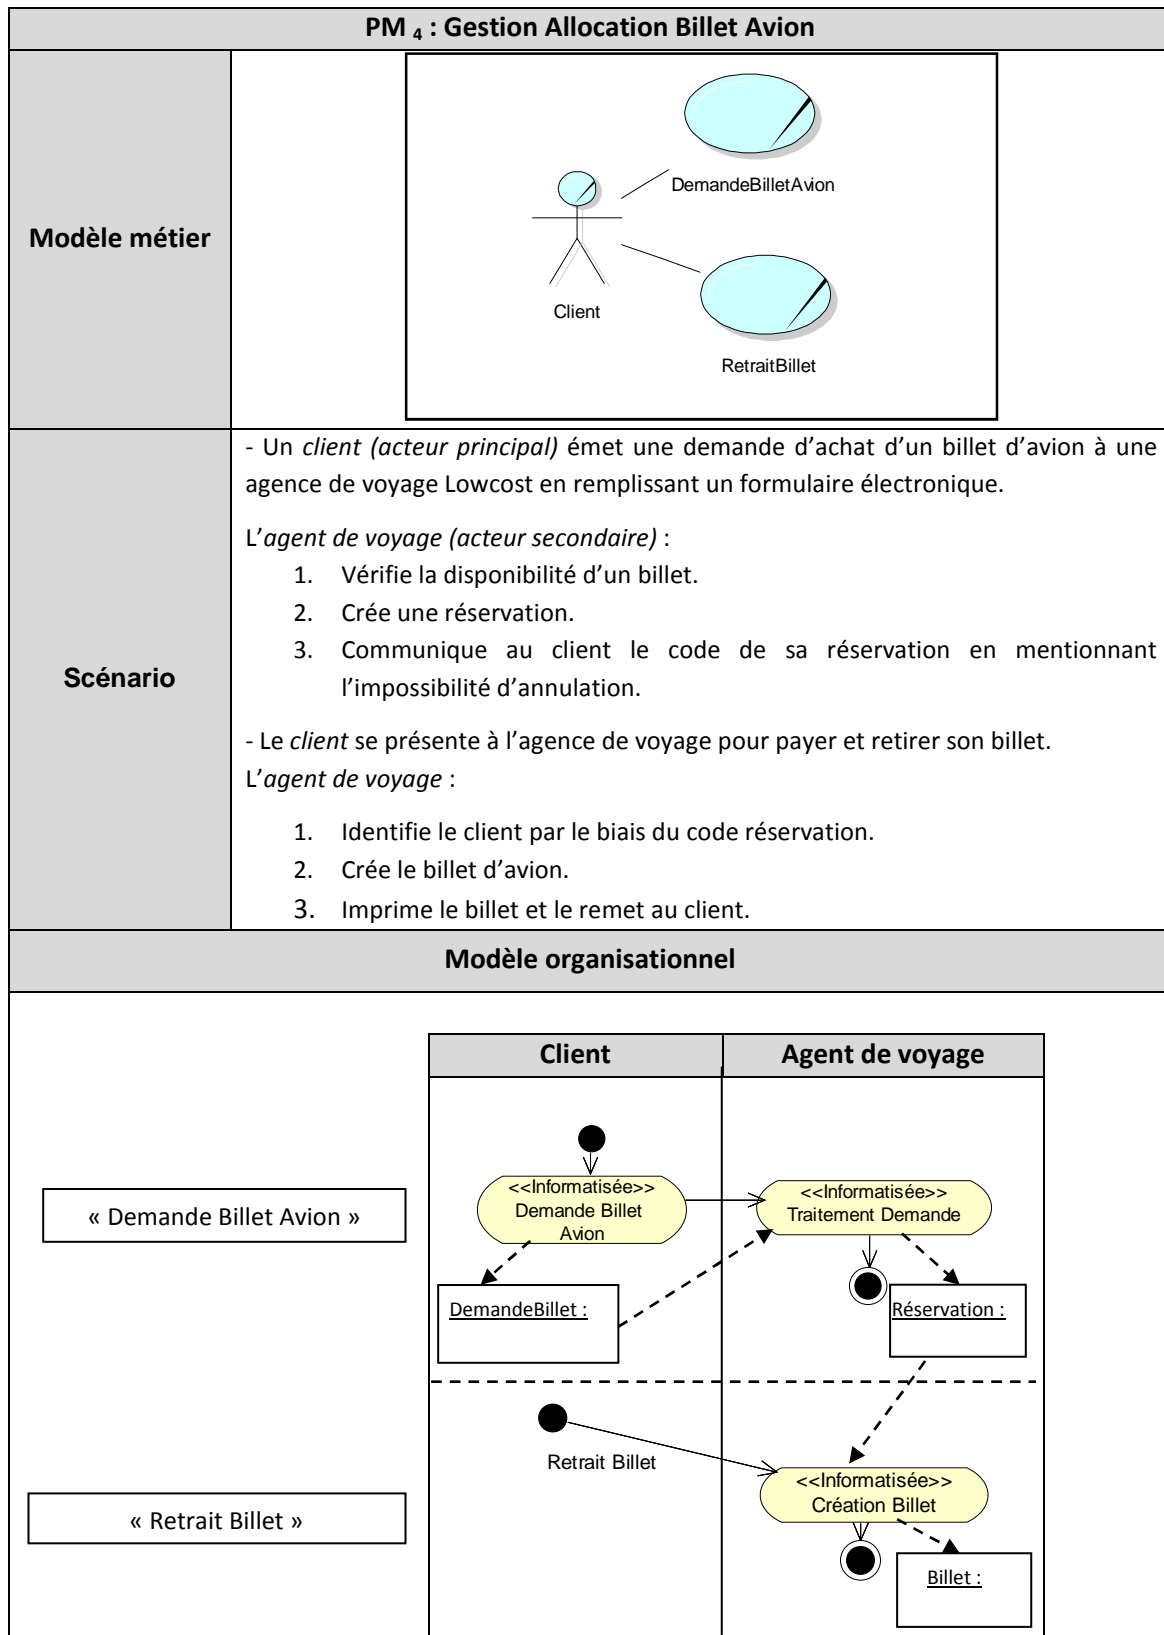 PM 4 : Gestion Allocation Billet Avion
Modèle métier
DemandeBilletAvion
Client
RetraitBillet
Scénario
- Un client (acteur principal) émet une demande d’achat d’un billet d’avion à une
agence de voyage Lowcost en remplissant un formulaire électronique.
L’agent de voyage (acteur secondaire) :
1. Vérifie la disponibilité d’un billet.
2. Crée une réservation.
3. Communique au client le code de sa réservation en mentionnant
l’impossibilité d’annulation.
- Le client se présente à l’agence de voyage pour payer et retirer son billet.
L’agent de voyage :
1. Identifie le client par le biais du code réservation.
2. Crée le billet d’avion.
3. Imprime le billet et le remet au client.
Modèle organisationnel
Client
Agent de voyage
« Demande Billet Avion »
<<Informatisée>>
Demande Billet
Avion
<<Informatisée>>
Traitement Demande
DemandeBillet :
Réservation :
Retrait Billet
« Retrait Billet »
<<Informatisée>>
Création Billet
Billet :